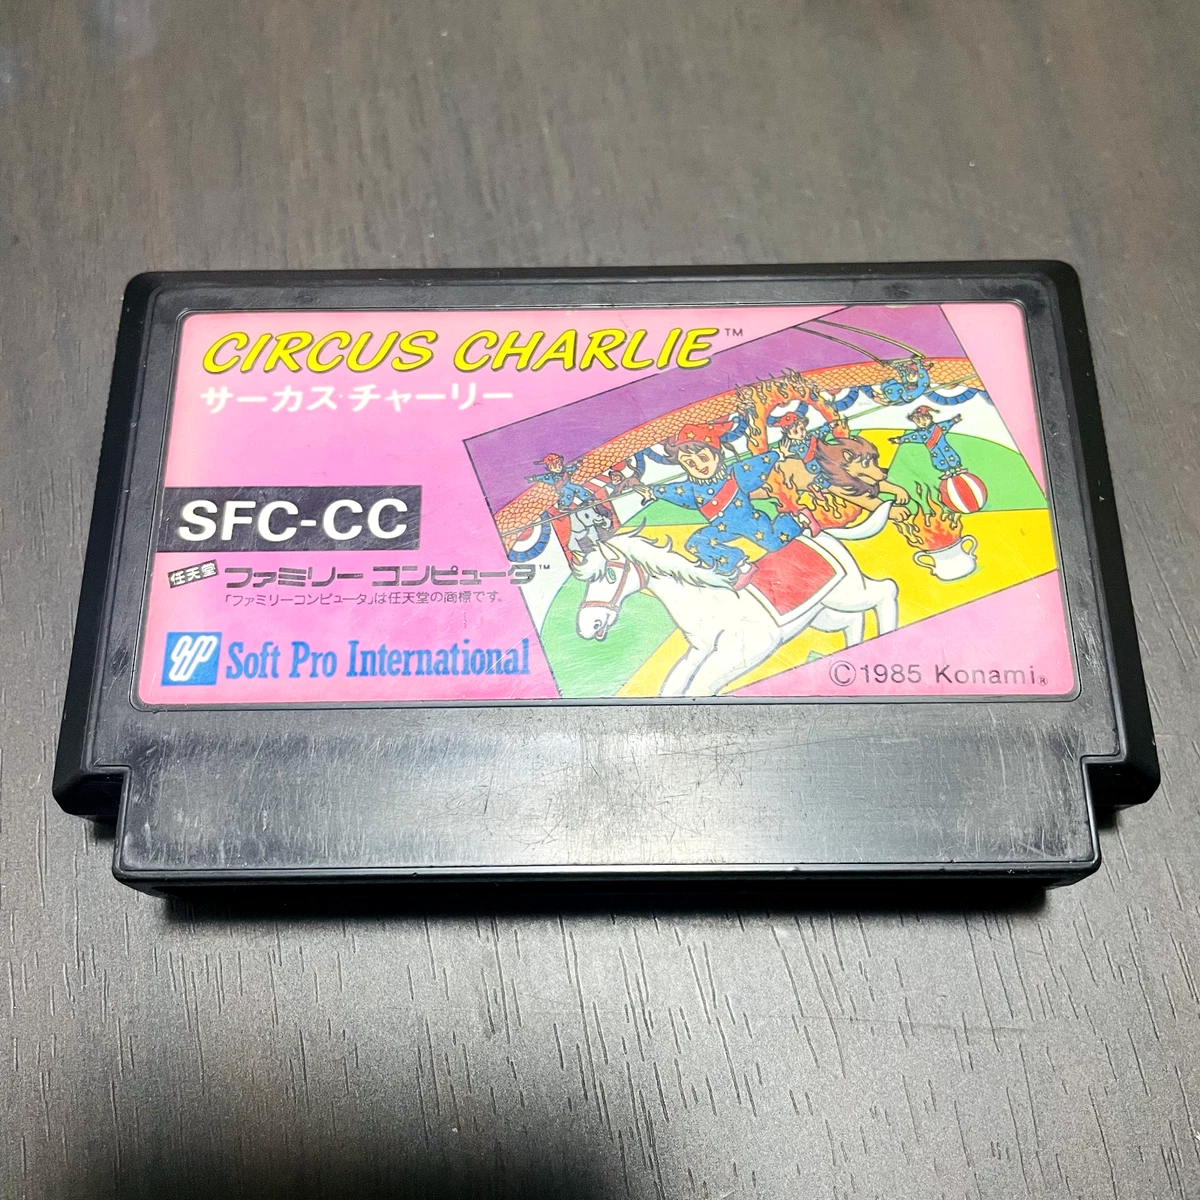 CIRCUS CHARLIE™
サーカス・チャーリー
SFC-CC
任天堂 ファミリー コンピュータ™
「ファミリーコンピュータ」は任天堂の商標です。
Soft Pro International
©1985 Konami®